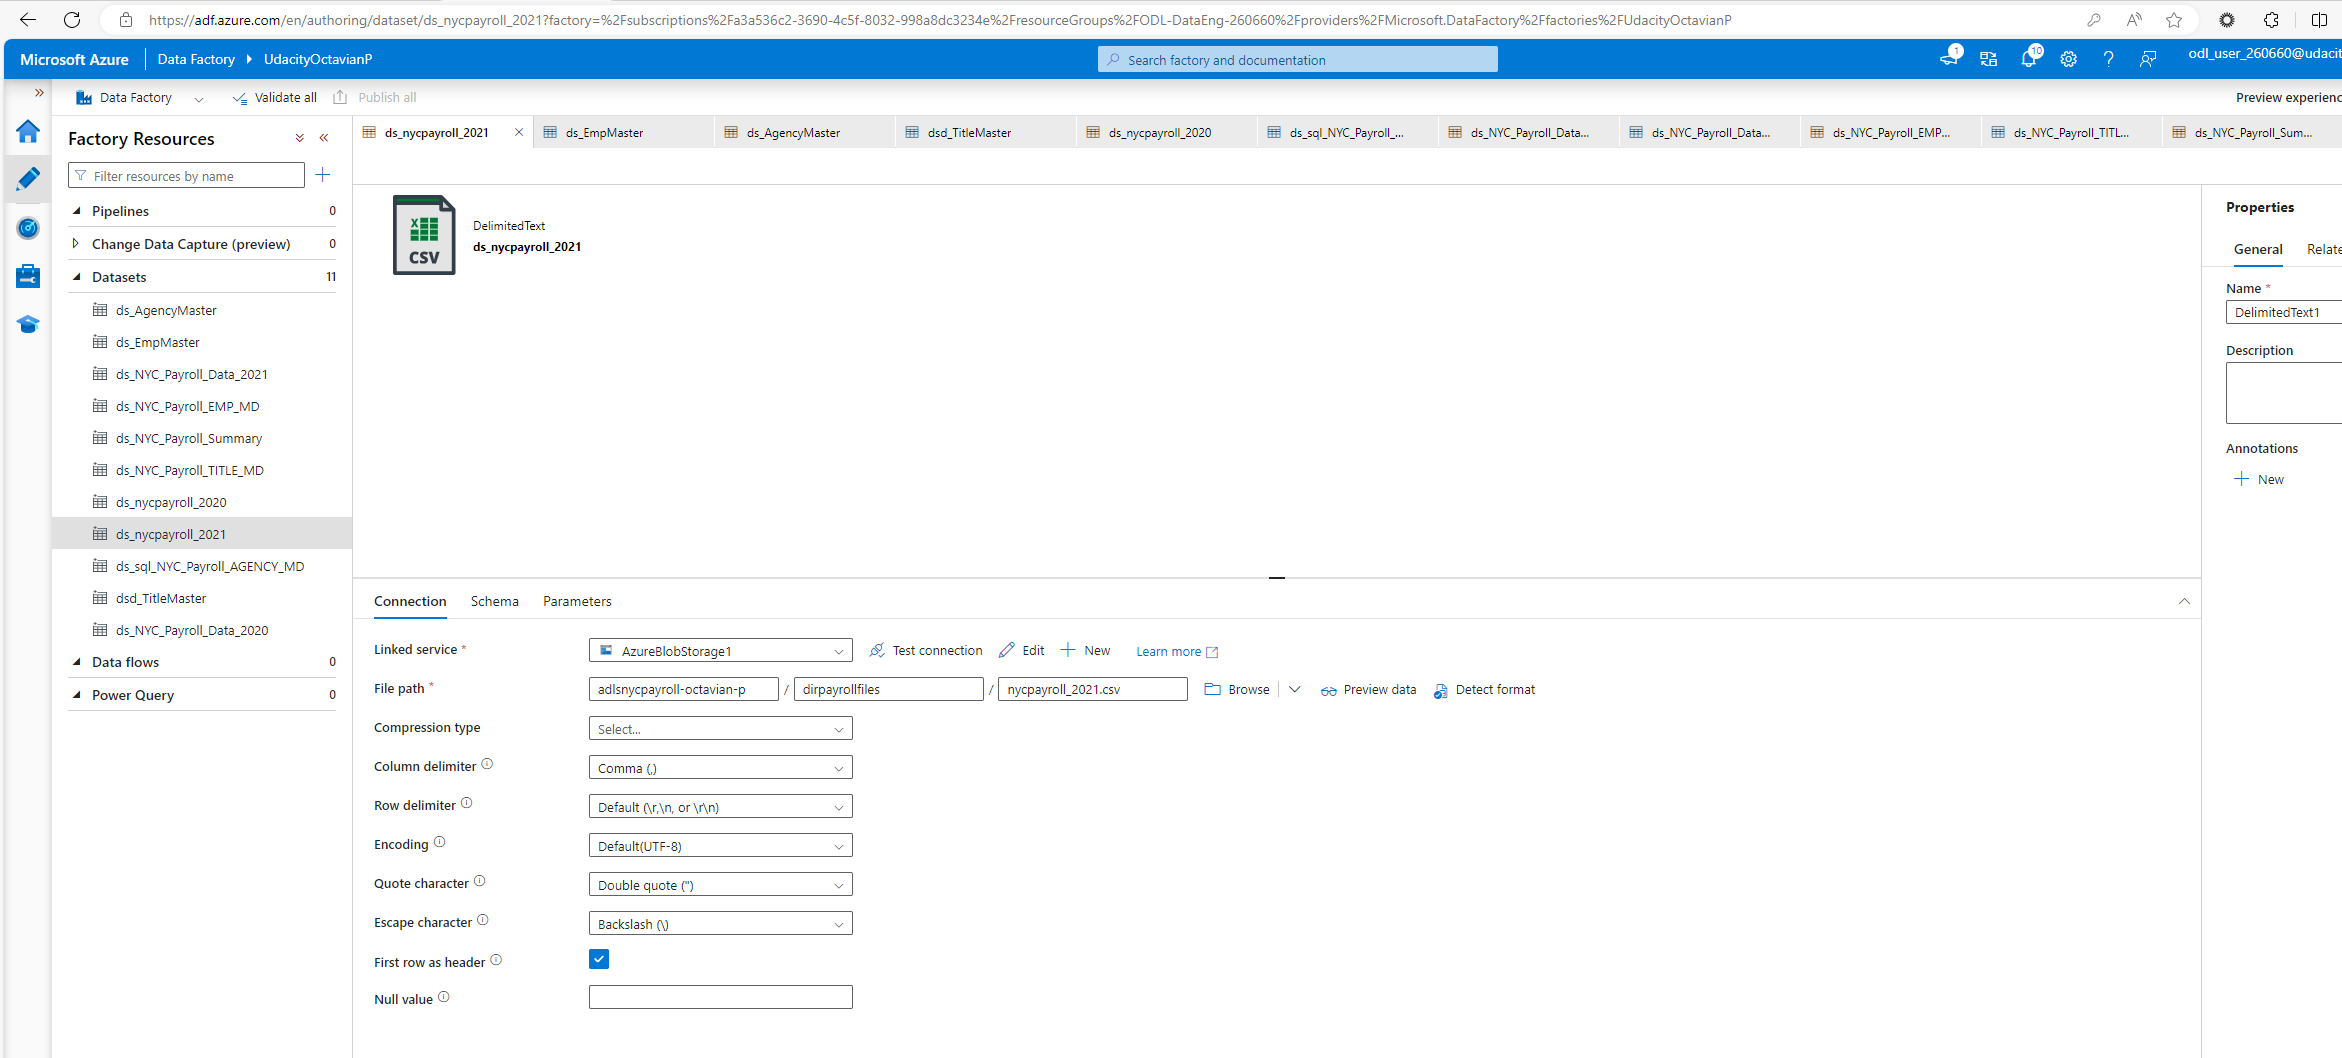 https://adf.azure.com/en/authoring/dataset/ds_nycpayroll_2021?factory=%2Fsubscriptions%2Fa3a536c2-3690-4c5f-8032-998a8dc3234e%2FresourceGroups%2FODL-DataEng-260660%2Fproviders%2FMicrosoft.DataFactory%2Ffactories%2FUdacityOctavianP
Microsoft Azure Data Factory UdacityOctavianP
Search factory and documentation
1
10
odl_user_260660@udacit
Data Factory Validate all Publish all
Preview experienc
Factory Resources
Filter resources by name
Pipelines 0
Change Data Capture (preview) 0
Datasets 11
ds_AgencyMaster
ds_EmpMaster
ds_NYC_Payroll_Data_2021
ds_NYC_Payroll_EMP_MD
ds_NYC_Payroll_Summary
ds_NYC_Payroll_TITLE_MD
ds_nycpayroll_2020
ds_nycpayroll_2021
ds_sql_NYC_Payroll_AGENCY_MD
dsd_TitleMaster
ds_NYC_Payroll_Data_2020
Data flows 0
Power Query 0
ds_nycpayroll_2021 ds_EmpMaster ds_AgencyMaster dsd_TitleMaster ds_nycpayroll_2020 ds_sql_NYC_Payroll_... ds_NYC_Payroll_Data... ds_NYC_Payroll_Data... ds_NYC_Payroll_EMP... ds_NYC_Payroll_TITL... ds_NYC_Payroll_Sum...
CSV
DelimitedText
ds_nycpayroll_2021
Connection Schema Parameters
Linked service * AzureBlobStorage1 Test connection Edit New Learn more
File path * adlsnycpayroll-octavian-p / dirpayrollfiles / nycpayroll_2021.csv Browse Preview data Detect format
Compression type Select...
Column delimiter Comma (,)
Row delimiter Default (\r,\n, or \r\n)
Encoding Default(UTF-8)
Quote character Double quote (")
Escape character Backslash (\)
First row as header
Null value
Properties
General Relate
Name *
DelimitedText1
Description
Annotations
New